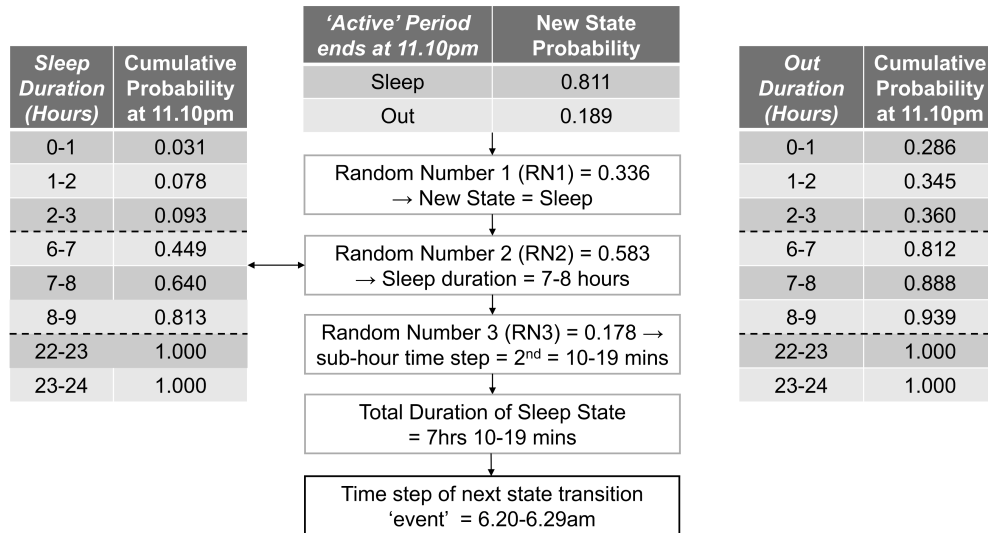 ‘Active’ Period ends at 11.10pm | New State Probability
Sleep | 0.811
Out | 0.189
Sleep Duration (Hours) | Cumulative Probability at 11.10pm
0-1 | 0.031
1-2 | 0.078
2-3 | 0.093
6-7 | 0.449
7-8 | 0.640
8-9 | 0.813
22-23 | 1.000
23-24 | 1.000
Random Number 1 (RN1) = 0.336
→ New State = Sleep
Random Number 2 (RN2) = 0.583
→ Sleep duration = 7-8 hours
Random Number 3 (RN3) = 0.178 →
sub-hour time step = 2nd = 10-19 mins
Total Duration of Sleep State
= 7hrs 10-19 mins
Time step of next state transition
‘event’ = 6.20-6.29am
Out Duration (Hours) | Cumulative Probability at 11.10pm
0-1 | 0.286
1-2 | 0.345
2-3 | 0.360
6-7 | 0.812
7-8 | 0.888
8-9 | 0.939
22-23 | 1.000
23-24 | 1.000